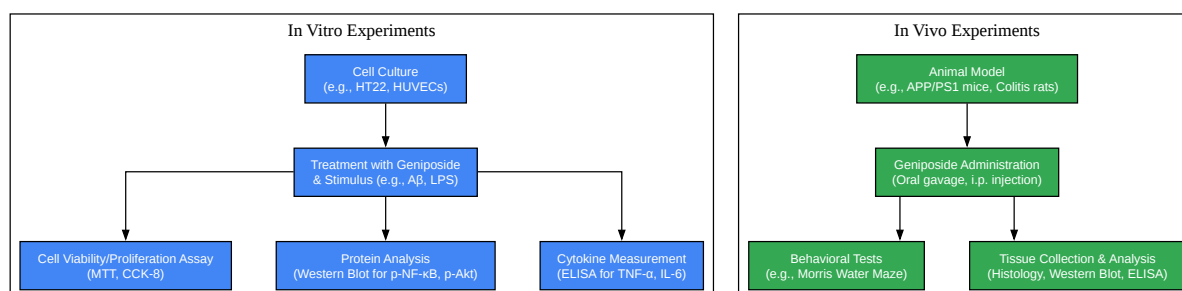 In Vitro Experiments
Cell Culture
(e.g., HT22, HUVECs)
Treatment with Geniposide
& Stimulus (e.g., Aβ, LPS)
Cell Viability/Proliferation Assay
(MTT, CCK-8)
Protein Analysis
(Western Blot for p-NF-κB, p-Akt)
Cytokine Measurement
(ELISA for TNF-α, IL-6)
In Vivo Experiments
Animal Model
(e.g., APP/PS1 mice, Colitis rats)
Geniposide Administration
(Oral gavage, i.p. injection)
Behavioral Tests
(e.g., Morris Water Maze)
Tissue Collection & Analysis
(Histology, Western Blot, ELISA)